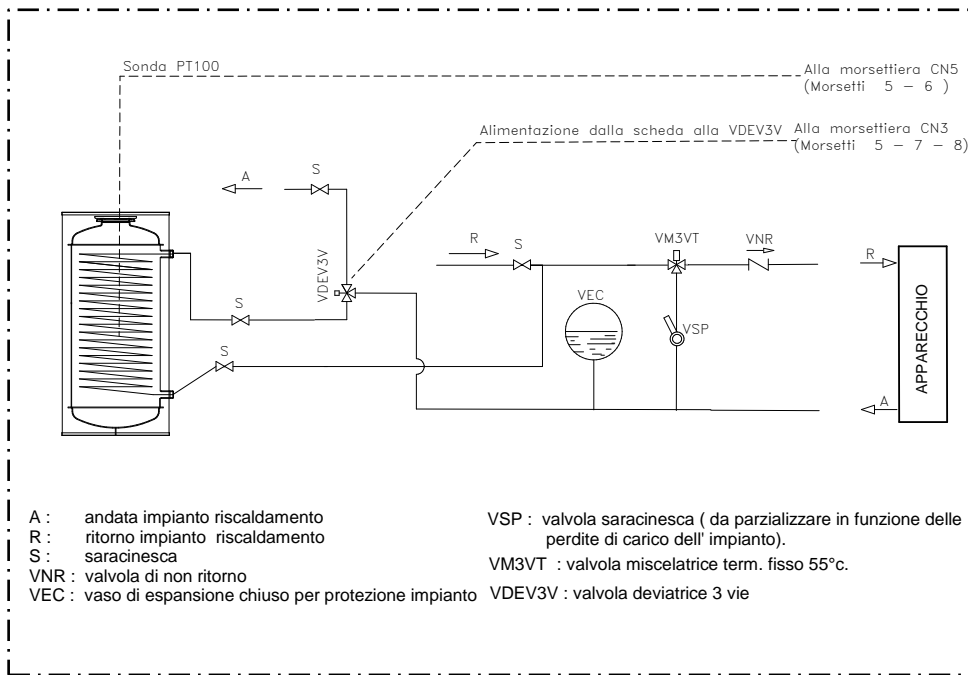 Sonda PT100
Alla morsettiera CN5
(Morsetti 5 - 6 )
Alimentazione dalla scheda alla VDEV3V
Alla morsettiera CN3
(Morsetti 5 - 7 - 8)
S
A
R
S
VM3VT
VNR
R
VDEV3V
S
VEC
VSP
S
APPARECCHIO
A
A : andata impianto riscaldamento
R : ritorno impianto riscaldamento
S : saracinesca
VNR : valvola di non ritorno
VEC : vaso di espansione chiuso per protezione impianto
VSP : valvola saracinesca ( da parzializzare in funzione delle
perdite di carico dell' impianto).
VM3VT : valvola miscelatrice term. fisso 55°c.
VDEV3V : valvola deviatrice 3 vie